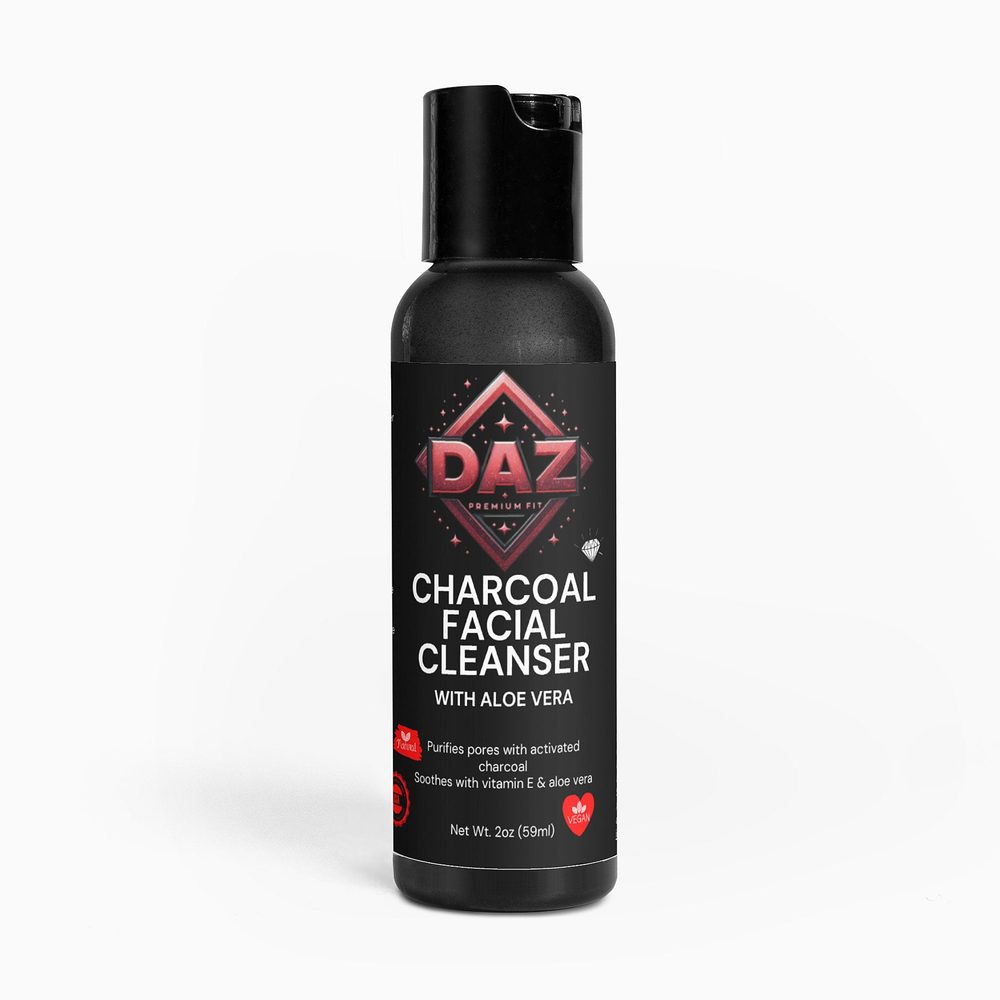 DAZ
PREMIUM FIT
CHARCOAL
FACIAL
CLEANSER
WITH ALOE VERA
Natural
Purifies pores with activated
charcoal
Soothes with vitamin E & aloe vera
VEGAN
Net Wt. 2oz (59ml)